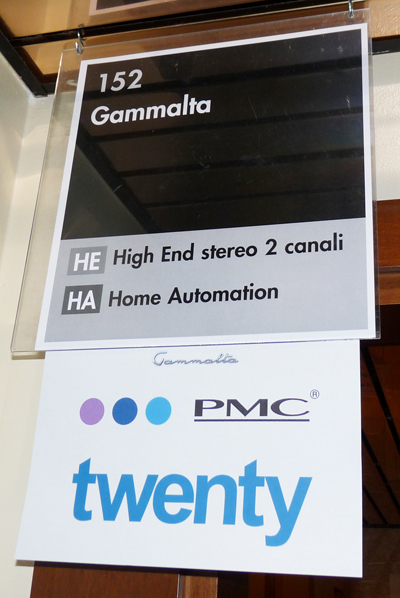 152
Gammalta
HE High End stereo 2 canali
HA Home Automation
Gammalta
PMC®
twenty